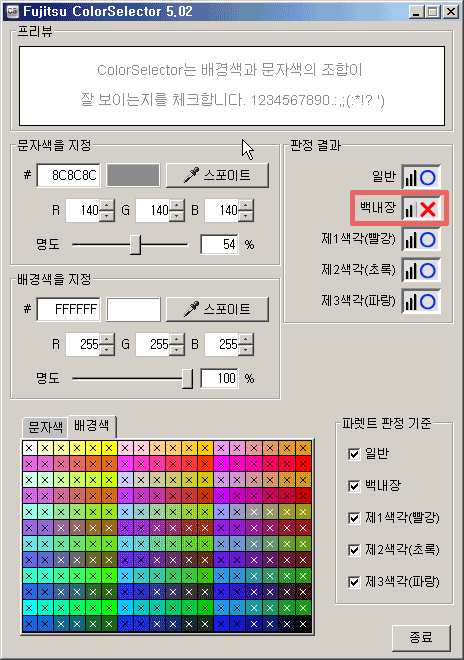 Fujitsu ColorSelector 5.02
프리뷰
ColorSelector는 배경색과 문자색의 조합이
잘 보이는지를 체크합니다. 1234567890.:,;(:*!? ')
문자색을 지정
# 8C8C8C 스포이트
R 140 G 140 B 140
명도 54 %
판정 결과
일반
백내장
제1색각(빨강)
제2색각(초록)
제3색각(파랑)
배경색을 지정
# FFFFFF 스포이트
R 255 G 255 B 255
명도 100 %
문자색 배경색
파렛트 판정 기준
일반
백내장
제1색각(빨강)
제2색각(초록)
제3색각(파랑)
종료